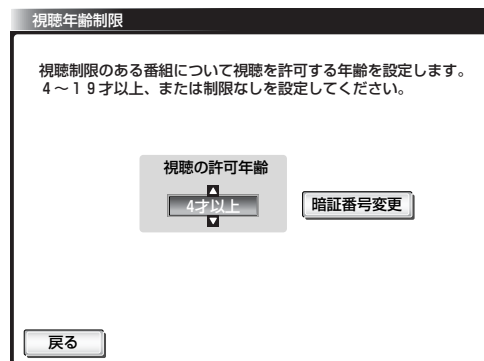 視聴年齢制限
視聴制限のある番組について視聴を許可する年齢を設定します。
4～19才以上、または制限なしを設定してください。
視聴の許可年齢
4才以上
暗証番号変更
戻る